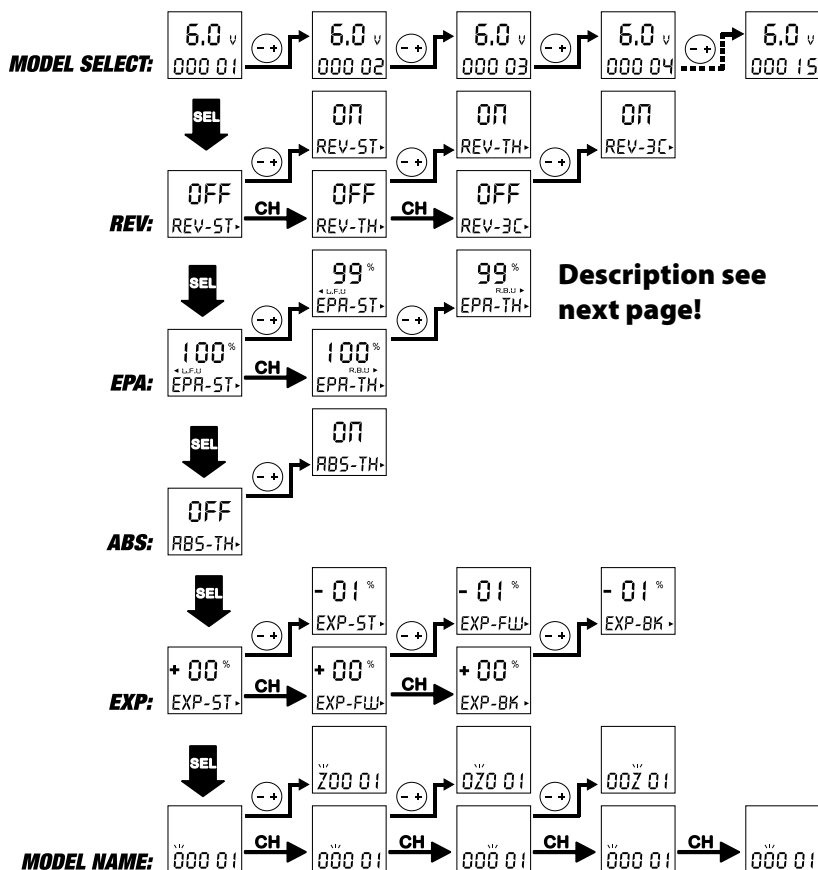 MODEL SELECT: 6.0 v 000 01 - + 6.0 v 000 02 - + 6.0 v 000 03 - + 6.0 v 000 04 - + 6.0 v 000 15
SEL
ON REV-ST - + ON REV-TH - + ON REV-3C - +
REV: OFF REV-ST CH OFF REV-TH CH OFF REV-3C
SEL
99% L.F.U EPA-ST - + 99% R.B.U EPA-TH - +
Description see
next page!
EPA: 100% L.F.U EPA-ST CH 100% R.B.U EPA-TH
SEL
ON ABS-TH - +
ABS: OFF ABS-TH
SEL
- 01% EXP-ST - + - 01% EXP-FW - + - 01% EXP-BK - +
EXP: + 00% EXP-ST CH + 00% EXP-FW CH + 00% EXP-BK
SEL
Z00 01 - + 0Z0 01 - + 00Z 01 - +
MODEL NAME: 000 01 CH 000 01 CH 000 01 CH 000 01 CH 000 01